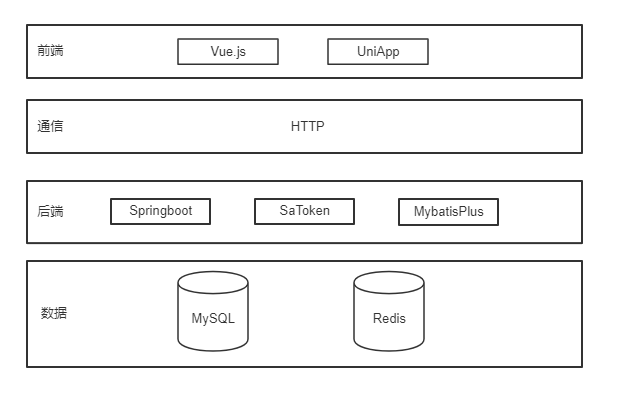 前端 Vue.js UniApp
通信 HTTP
后端 Springboot SaToken MybatisPlus
数据 MySQL Redis